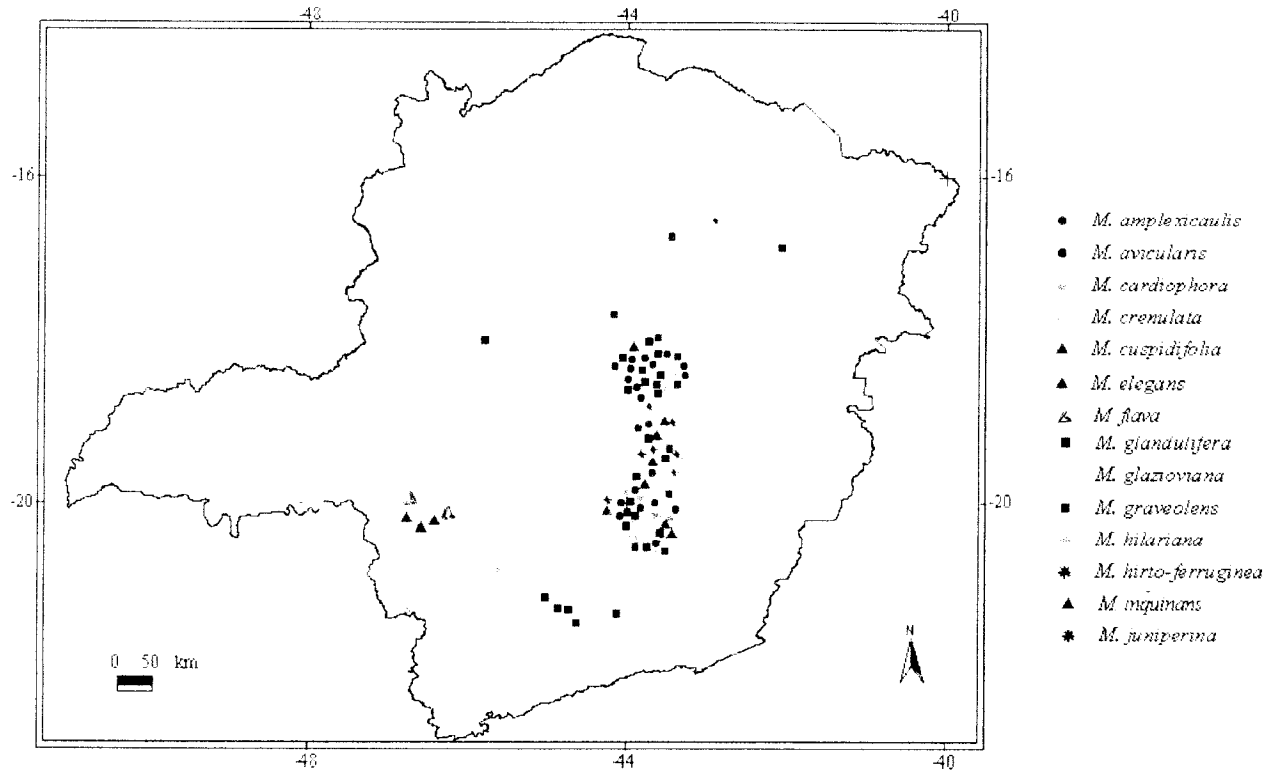 -48 -44 -40
-16 -16
M. amplexicaulis
M. avicularis
M. cardiophora
M. crenulata
M. cuspidifolia
M. elegans
M. flava
M. glandulifera
M. glazioviana
M. graveolens
M. hilariana
M. hirto-ferruginea
M. inquinans
M. juniperina
-20 -20
N
0 50 km
-48 -44 -40